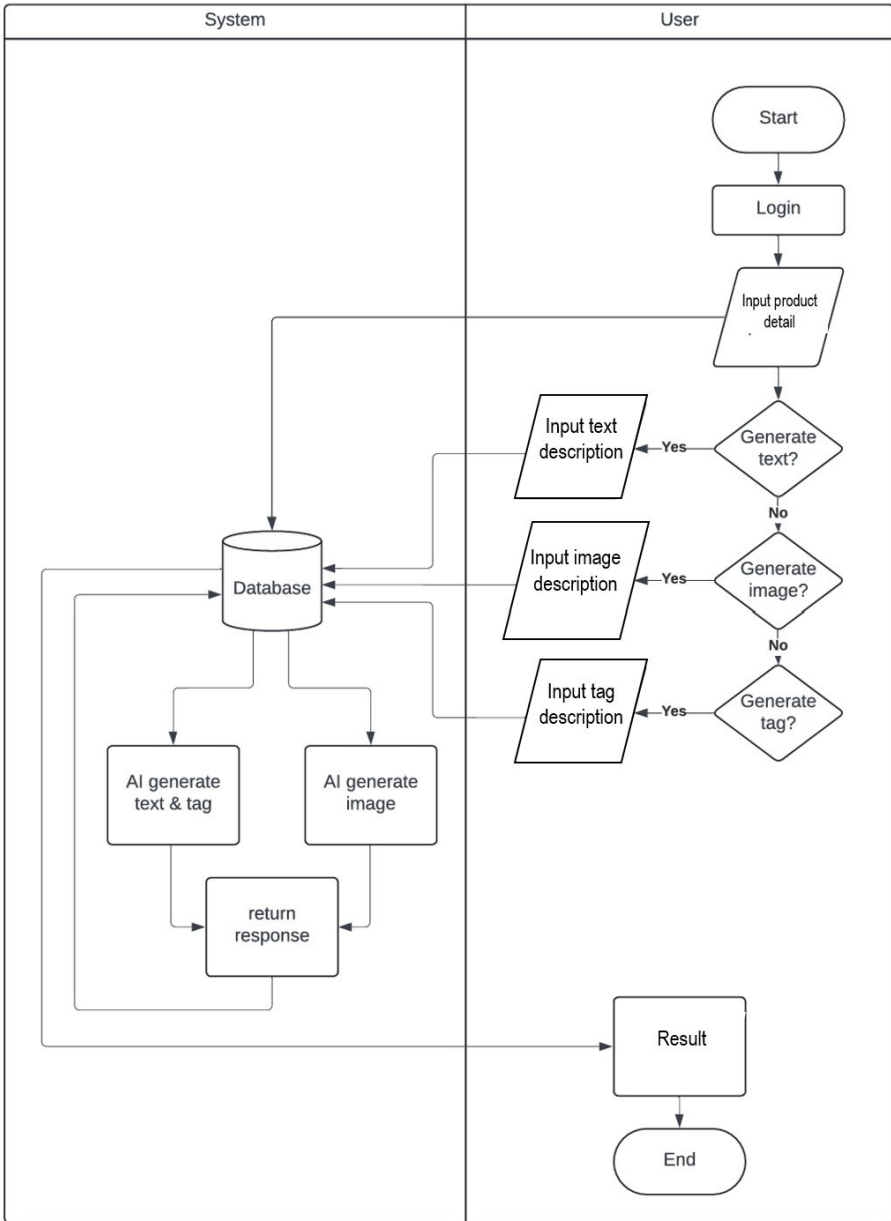 System
User
Start
Login
Input product
detail
Generate
text?
Yes
Input text
description
No
Generate
image?
Yes
Input image
description
No
Generate
tag?
Yes
Input tag
description
Database
AI generate
text & tag
AI generate
image
return
response
Result
End